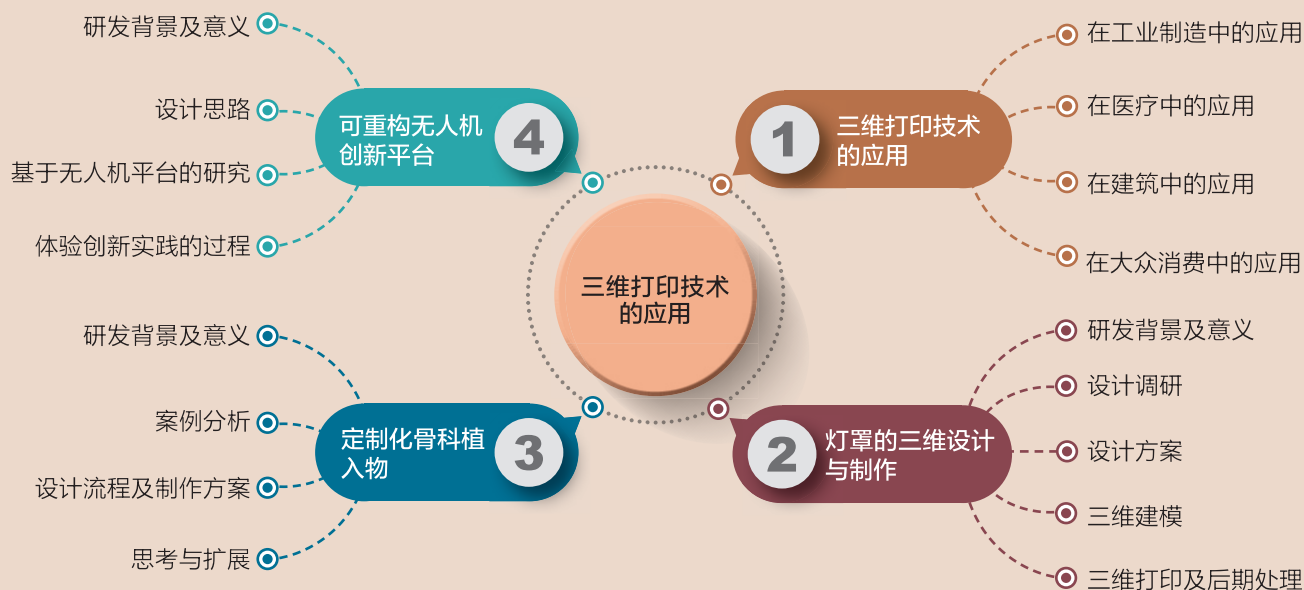 三维打印技术
的应用
1
三维打印技术
的应用
在工业制造中的应用
在医疗中的应用
在建筑中的应用
在大众消费中的应用
2
灯罩的三维设计
与制作
研发背景及意义
设计调研
设计方案
三维建模
三维打印及后期处理
3
定制化骨科植
入物
研发背景及意义
案例分析
设计流程及制作方案
思考与扩展
4
可重构无人机
创新平台
研发背景及意义
设计思路
基于无人机平台的研究
体验创新实践的过程